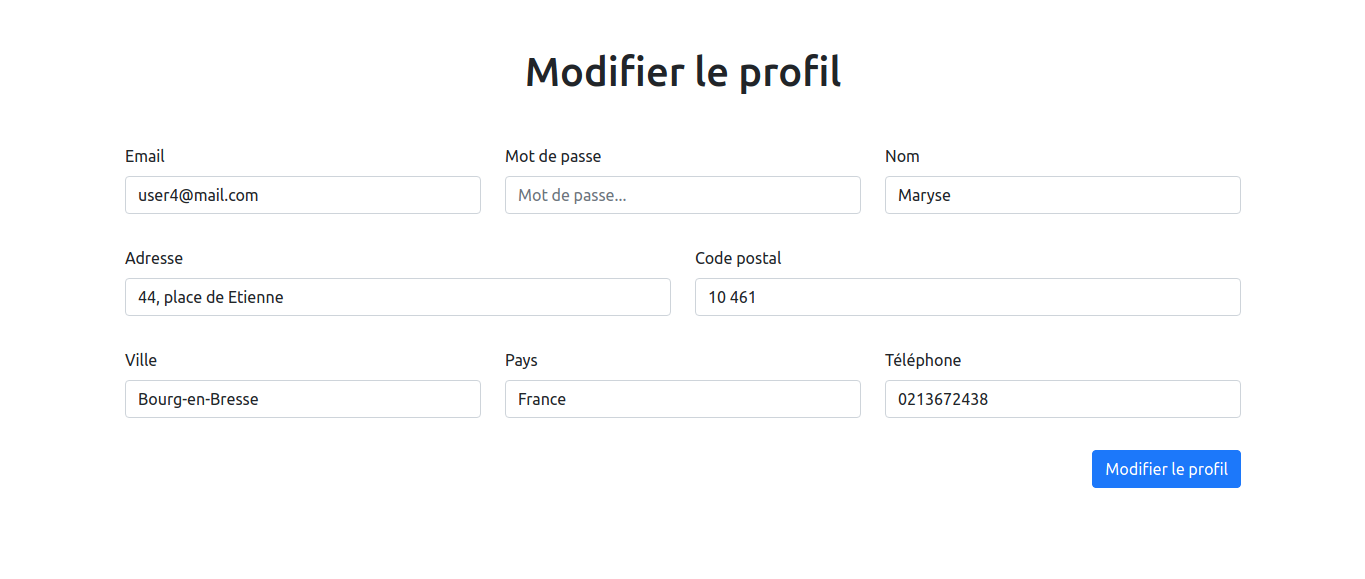 Modifier le profil
Email
Mot de passe
Nom
user4@mail.com
Mot de passe...
Maryse
Adresse
Code postal
44, place de Etienne
10 461
Ville
Pays
Téléphone
Bourg-en-Bresse
France
0213672438
Modifier le profil